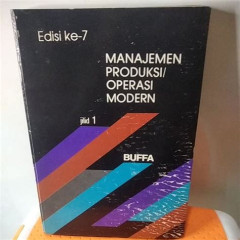 Edisi ke-7
MANAJEMEN
PRODUKSI/
OPERASI
MODERN
jilid 1
BUFFA